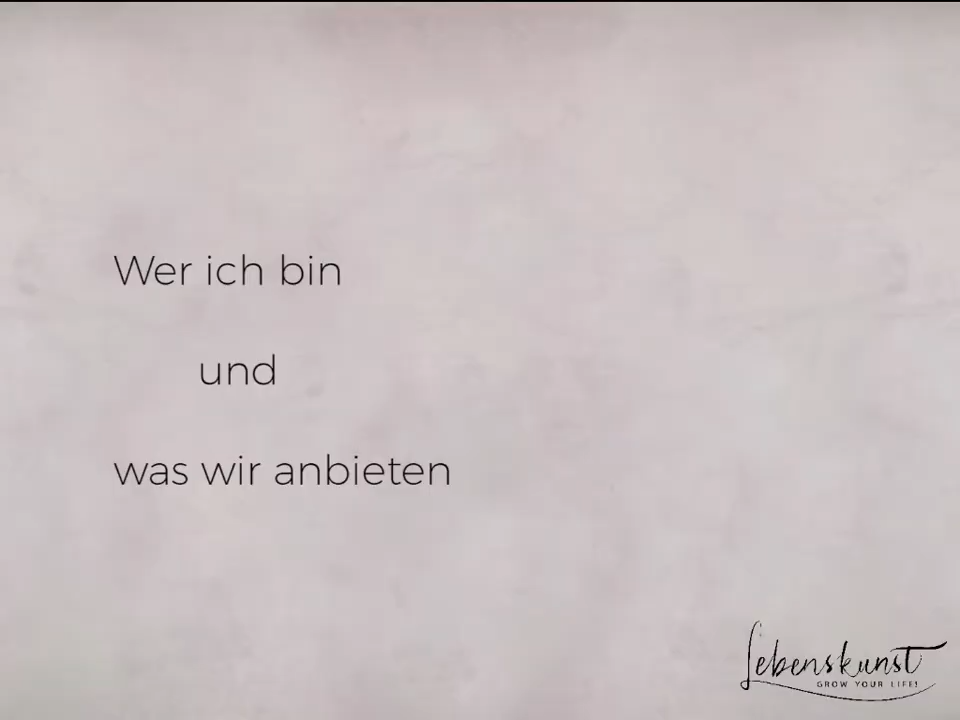 Wer ich bin
und
was wir anbieten
Lebenskunst
GROW YOUR LIFE!